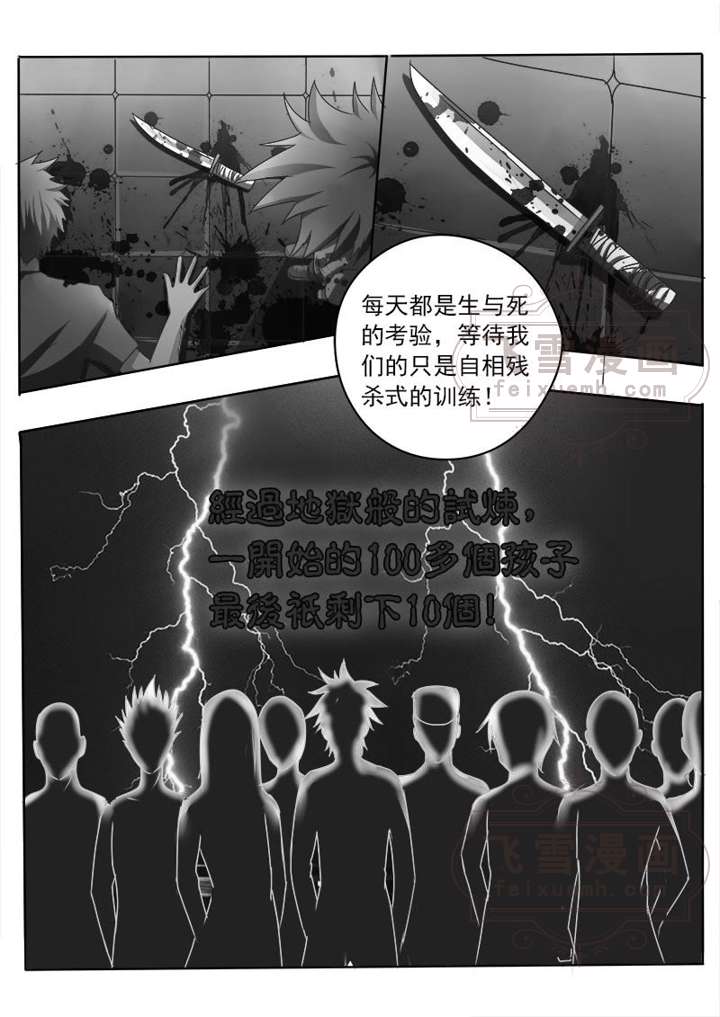 每天都是生与死
的考验，等待我
们的只是自相残
杀式的训练！
飞雪漫画
feixuemh.com
經過地獄般的試煉，
一開始的100多個孩子
最後祇剩下10個！
飞雪漫画
feixuemh.com